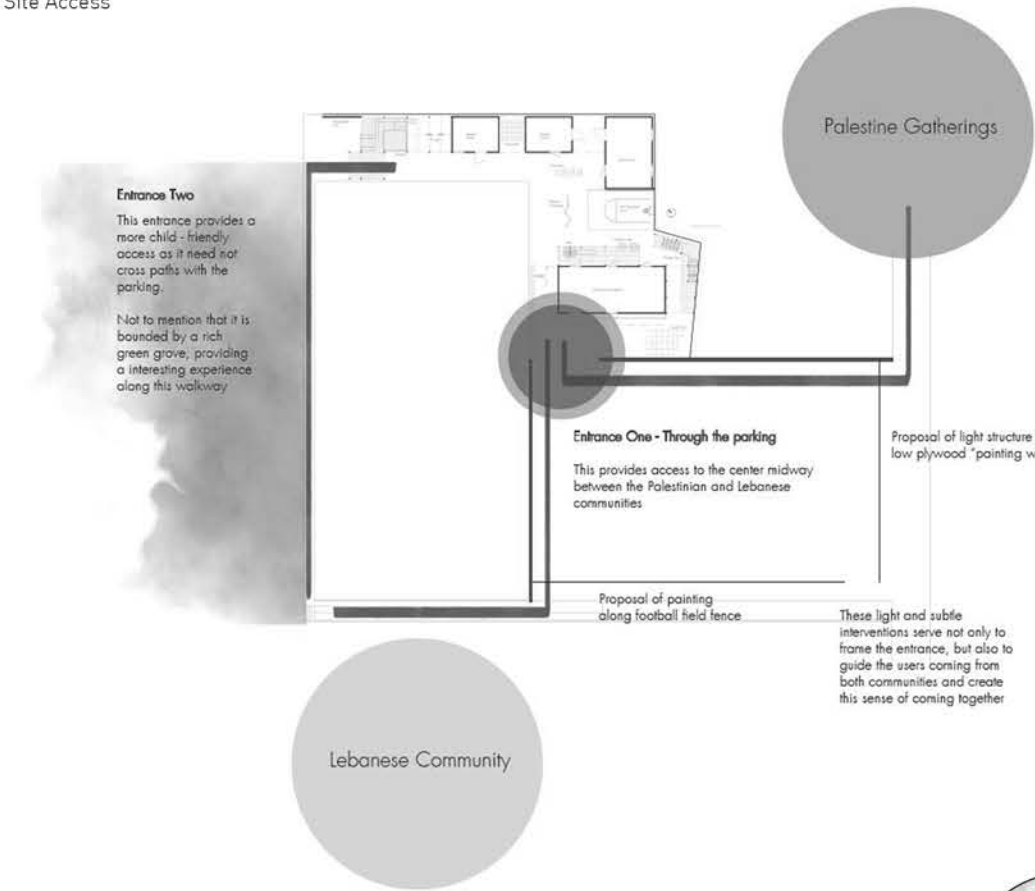 Site Access
Palestine Gatherings
Entrance Two
This entrance provides a
more child - friendly
access as it need not
cross paths with the
parking.
Not to mention that it is
bounded by a rich
green grove, providing
a interesting experience
along this walkway
Entrance One - Through the parking
This provides access to the center midway
between the Palestinian and Lebanese
communities
Proposal of light structure
low plywood "painting
Proposal of painting
along football field fence
These light and subtle
interventions serve not only to
frame the entrance, but also to
guide the users coming from
both communities and create
this sense of coming together
Lebanese Community